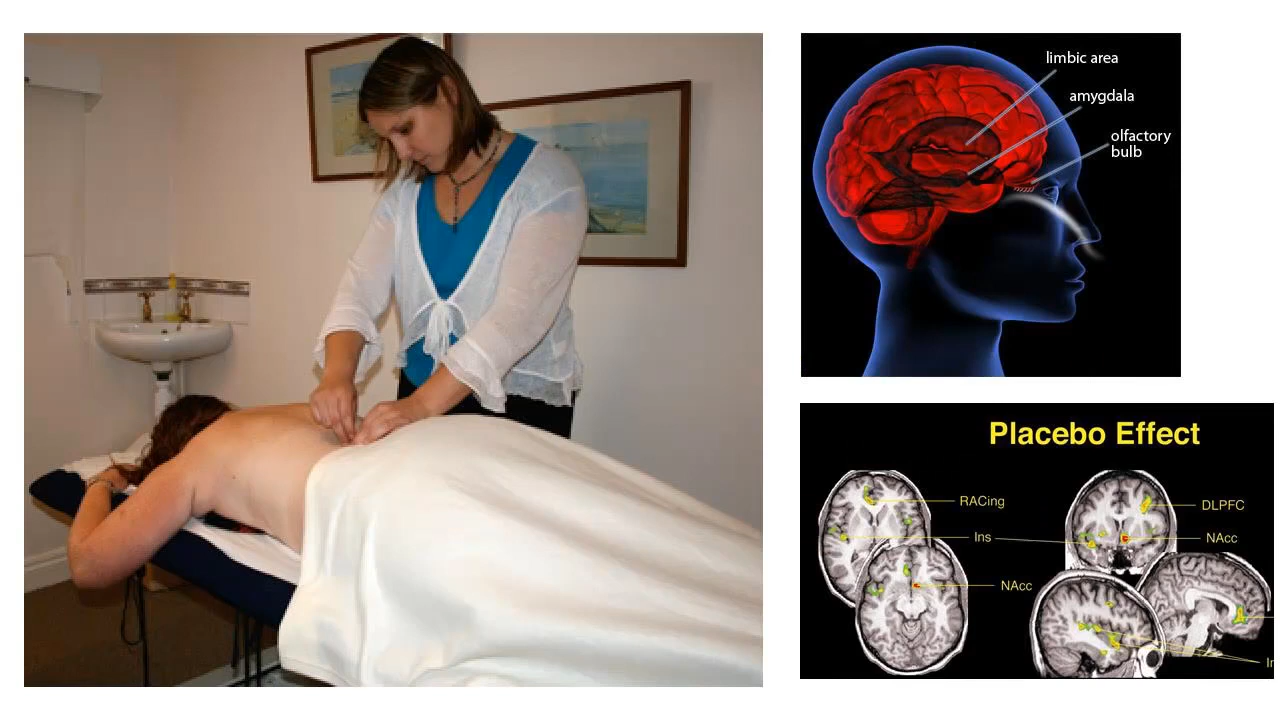 limbic area
amygdala
olfactory
bulb
Placebo Effect
RACing
DLPFC
Ins
NAcc
NAcc